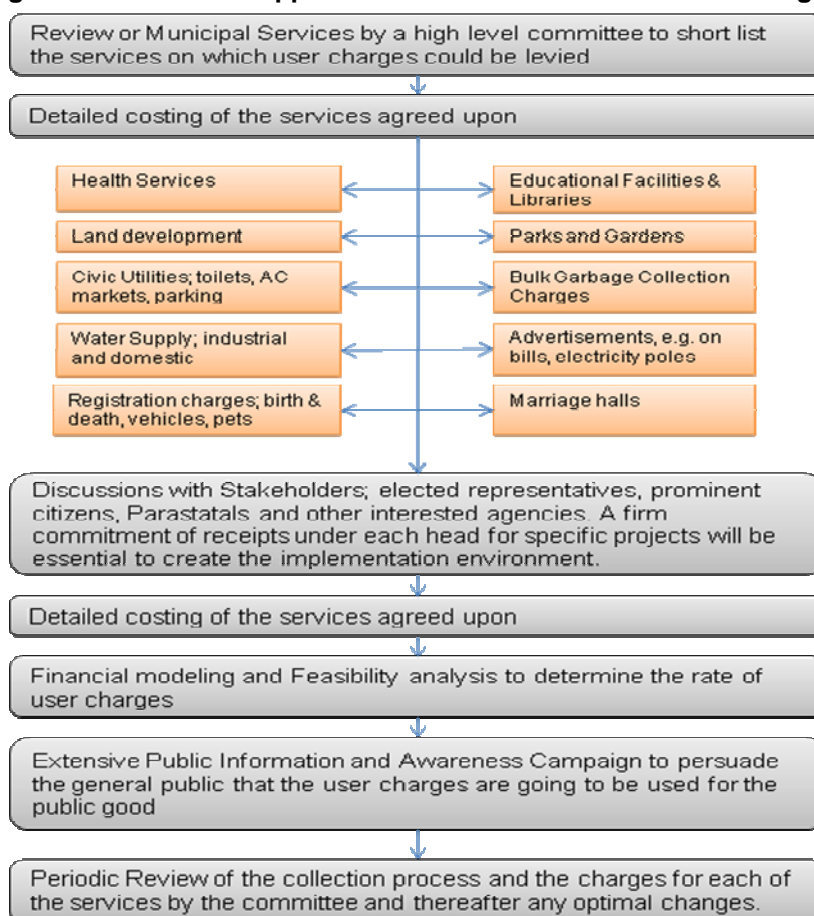 Review or Municipal Services by a high level committee to short list
the services on which user charges could be levied
Detailed costing of the services agreed upon
Health Services
Educational Facilities &
Libraries
Land development
Parks and Gardens
Civic Utilities; toilets, AC
markets, parking
Bulk Garbage Collection
Charges
Water Supply; industrial
and domestic
Advertisements, e.g. on
bills, electricity poles
Registration charges; birth &
death, vehicles, pets
Marriage halls
Discussions with Stakeholders; elected representatives, prominent
citizens, Parastatals and other interested agencies. A firm
commitment of receipts under each head for specific projects will be
essential to create the implementation environment.
Detailed costing of the services agreed upon
Financial modeling and Feasibility analysis to determine the rate of
user charges
Extensive Public Information and Awareness Campaign to persuade
the general public that the user charges are going to be used for the
public good
Periodic Review of the collection process and the charges for each of
the services by the committee and thereafter any optimal changes.